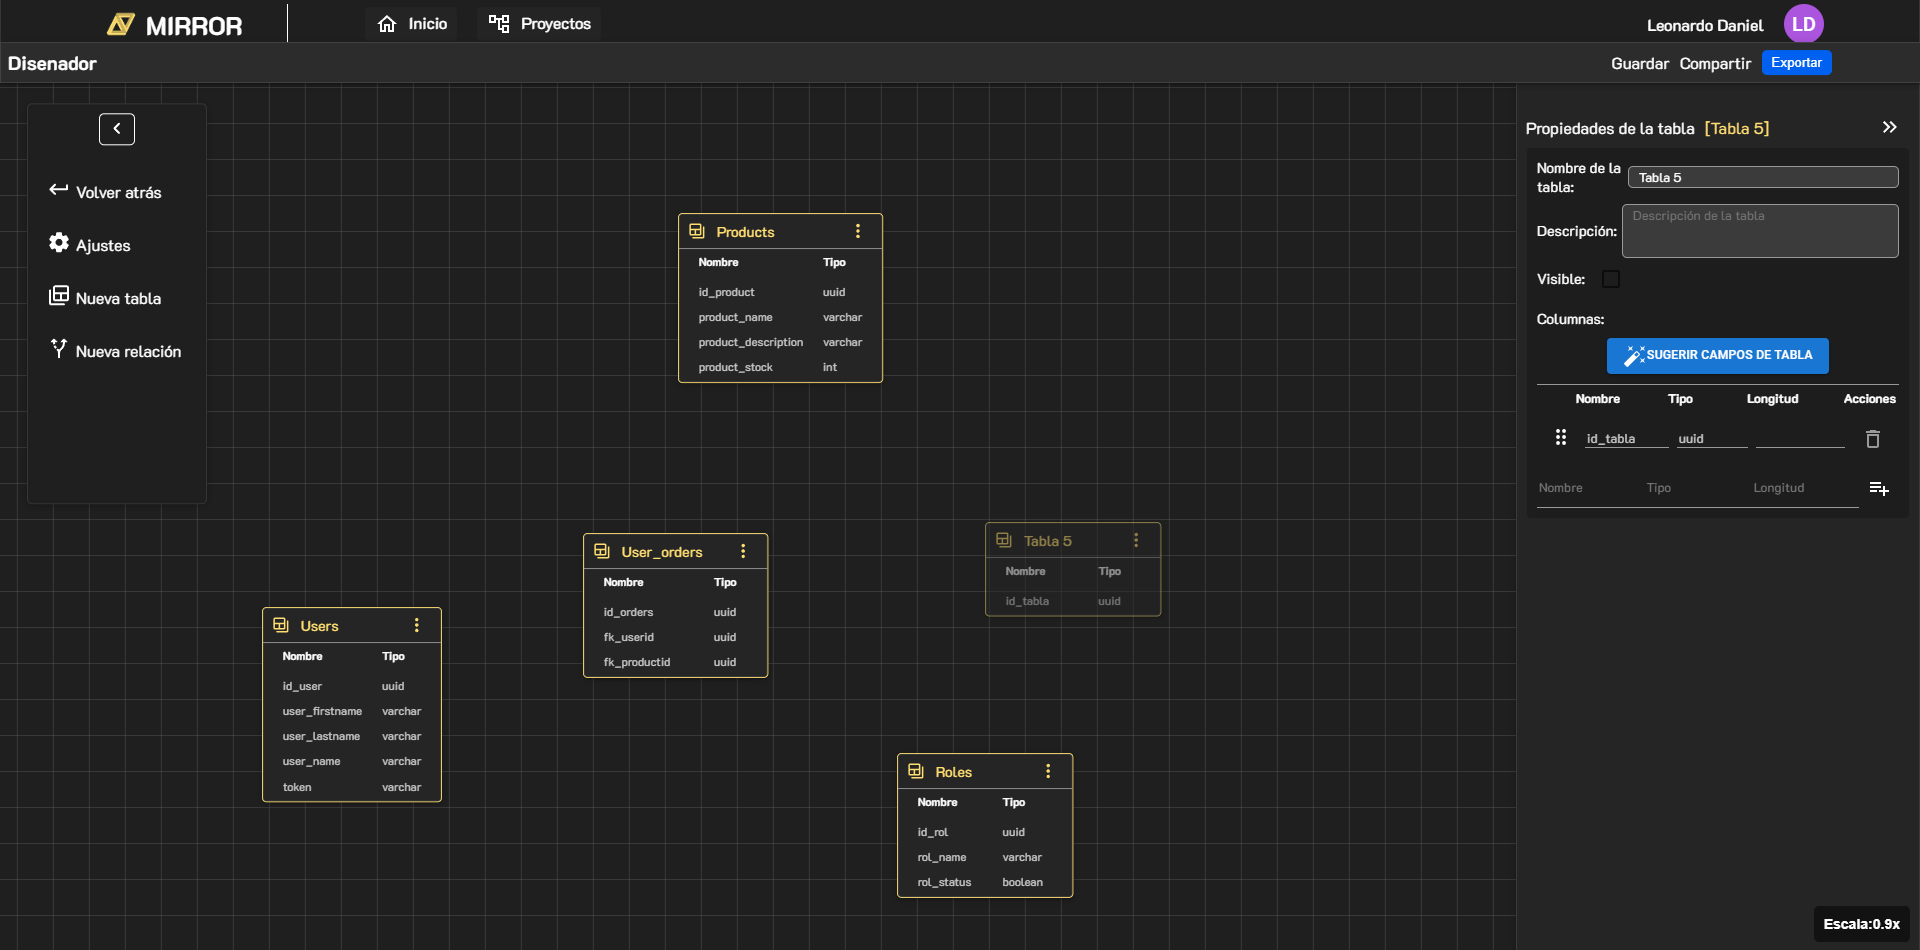 MIRROR
Inicio
Proyectos
Leonardo Daniel
LD
Disenador
Guardar
Compartir
Exportar
Volver atrás
Ajustes
Nueva tabla
Nueva relación
Products
Nombre Tipo
id_product uuid
product_name varchar
product_description varchar
product_stock int
User_orders
Nombre Tipo
id_orders uuid
fk_userid uuid
fk_productid uuid
Tabla 5
Nombre Tipo
id_tabla uuid
Users
Nombre Tipo
id_user uuid
user_firstname varchar
user_lastname varchar
user_name varchar
token varchar
Roles
Nombre Tipo
id_rol uuid
rol_name varchar
rol_status boolean
Propiedades de la tabla [Tabla 5]
Nombre de la
tabla:
Tabla 5
Descripción:
Descripción de la tabla
Visible:
Columnas:
SUGERIR CAMPOS DE TABLA
Nombre Tipo Longitud Acciones
id_tabla uuid
Nombre Tipo Longitud
Escala:0.9x